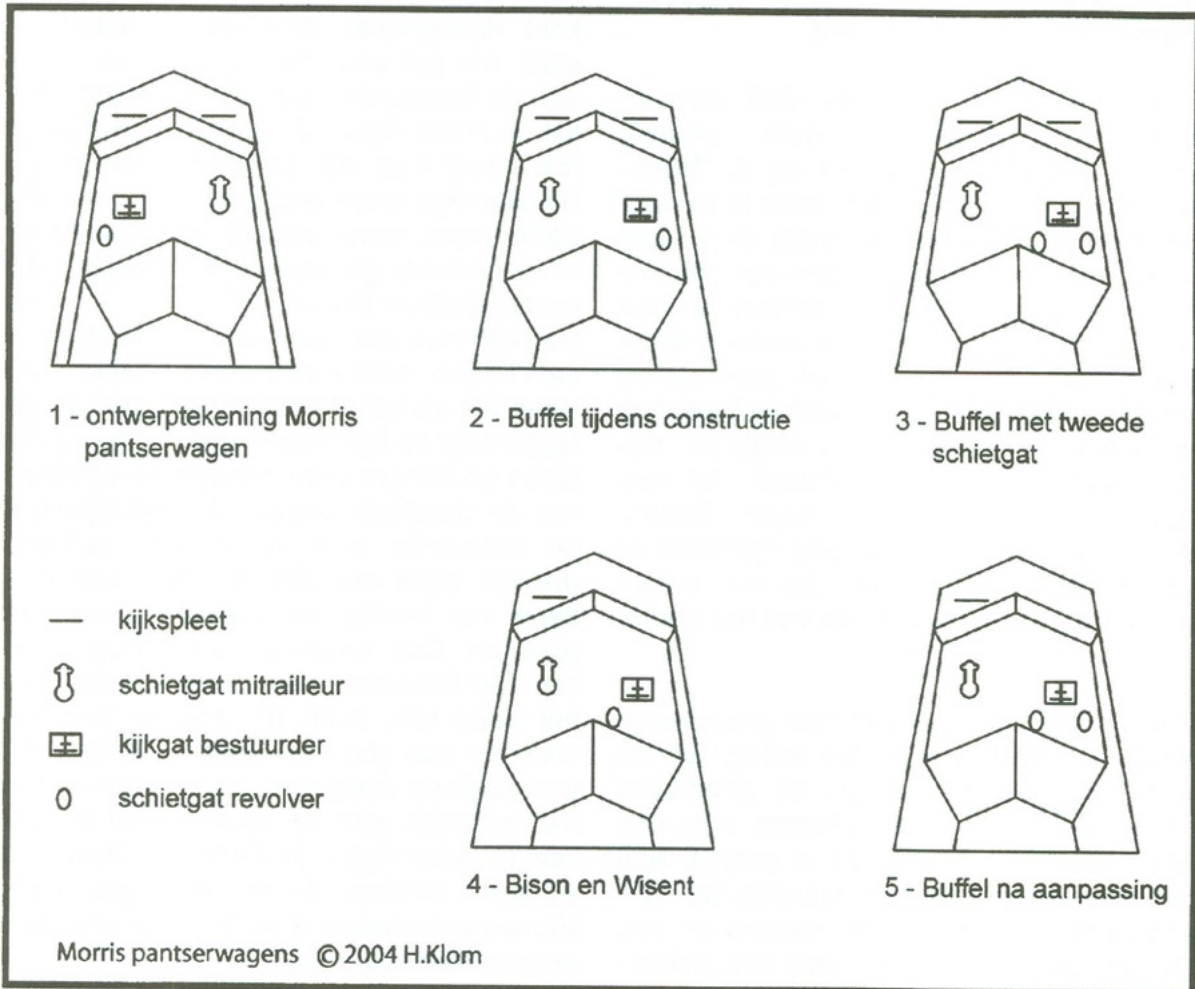 1 - ontwerptekening Morris
pantserwagen
2 - Buffel tijdens constructie
3 - Buffel met tweede
schietgat
kijkspleet
schietgat mitrailleur
kijkgat bestuurder
schietgat revolver
4 - Bison en Wisent
5 - Buffel na aanpassing
Morris pantserwagens © 2004 H.Klom